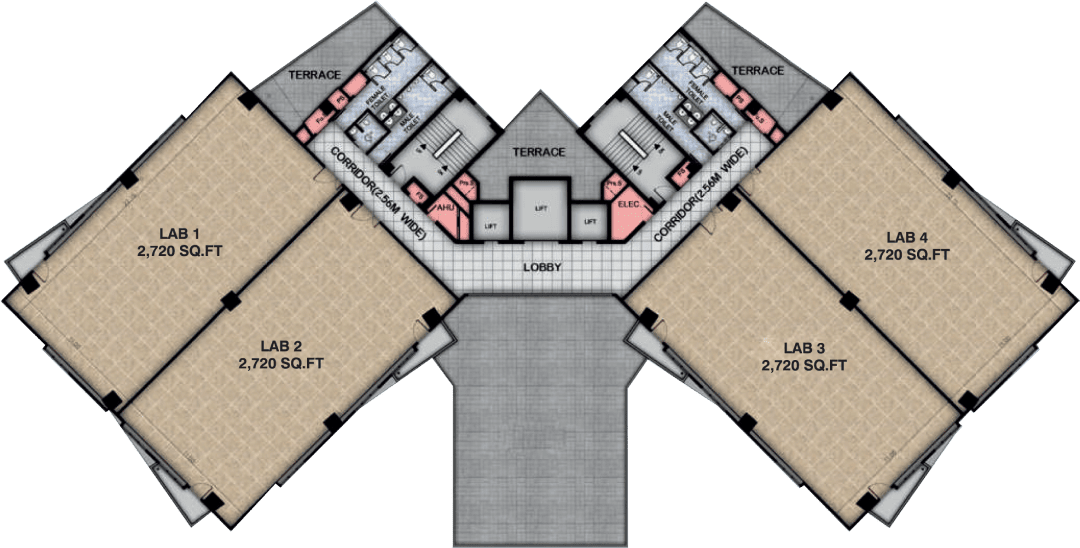 TERRACE
TERRACE
PS
PS
FEMALE
TOILET
FEMALE
TOILET
MALE
TOILET
MALE
TOILET
TERRACE
CORRIDOR(2.56M WIDE)
CORRIDOR(2.56M WIDE)
AHU
ELEC.
LIFT
LIFT
LIFT
LOBBY
LAB 1
2,720 SQ.FT
LAB 2
2,720 SQ.FT
LAB 3
2,720 SQ.FT
LAB 4
2,720 SQ.FT